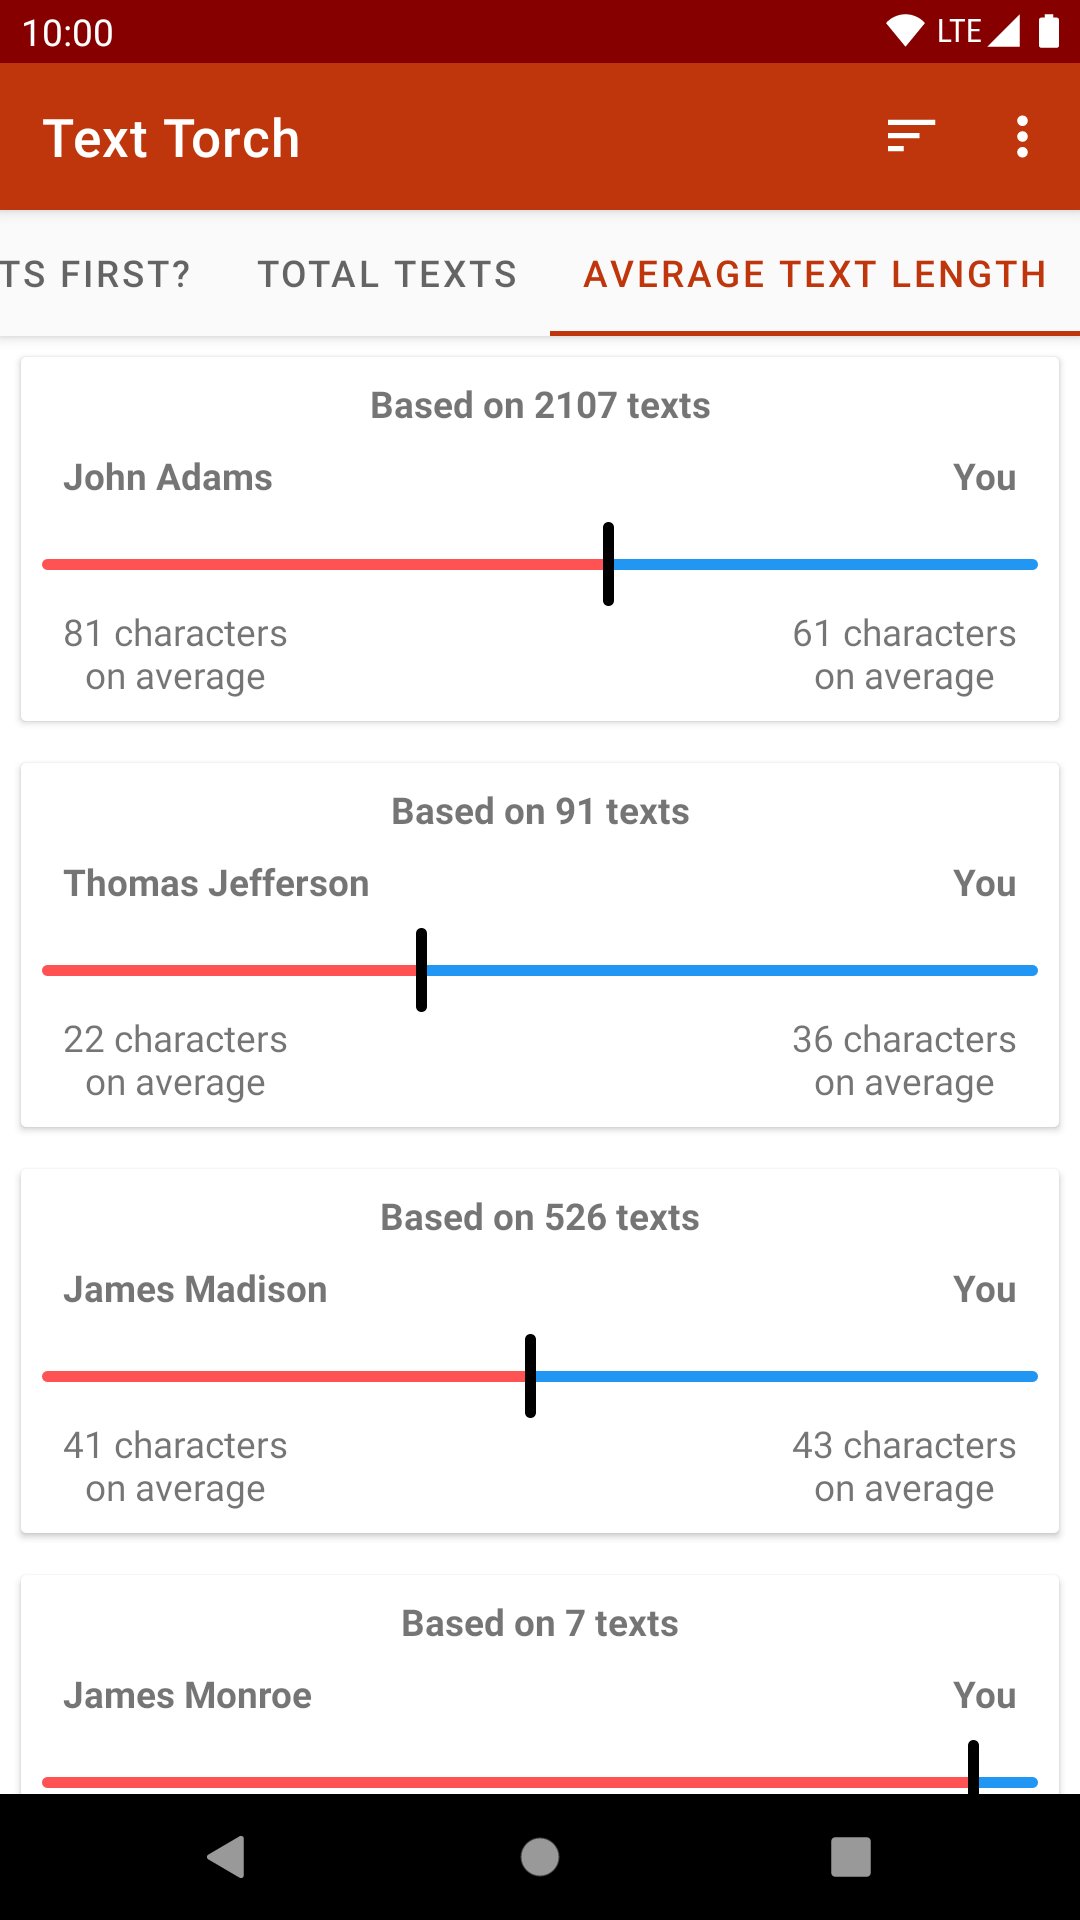 10:00 LTE
Text Torch
TS FIRST? TOTAL TEXTS AVERAGE TEXT LENGTH
Based on 2107 texts
John Adams You
81 characters on average
61 characters on average
Based on 91 texts
Thomas Jefferson You
22 characters on average
36 characters on average
Based on 526 texts
James Madison You
41 characters on average
43 characters on average
Based on 7 texts
James Monroe You